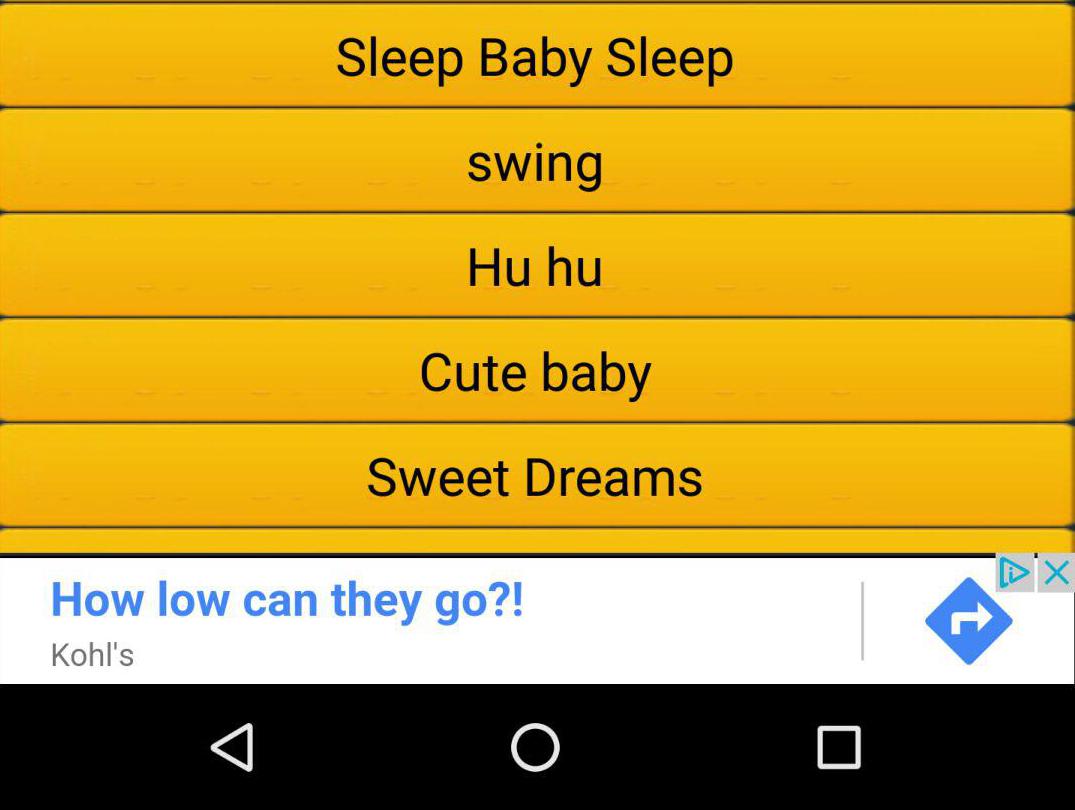 Sleep Baby Sleep
swing
Hu hu
Cute baby
Sweet Dreams
How low can they go?!
Kohl's